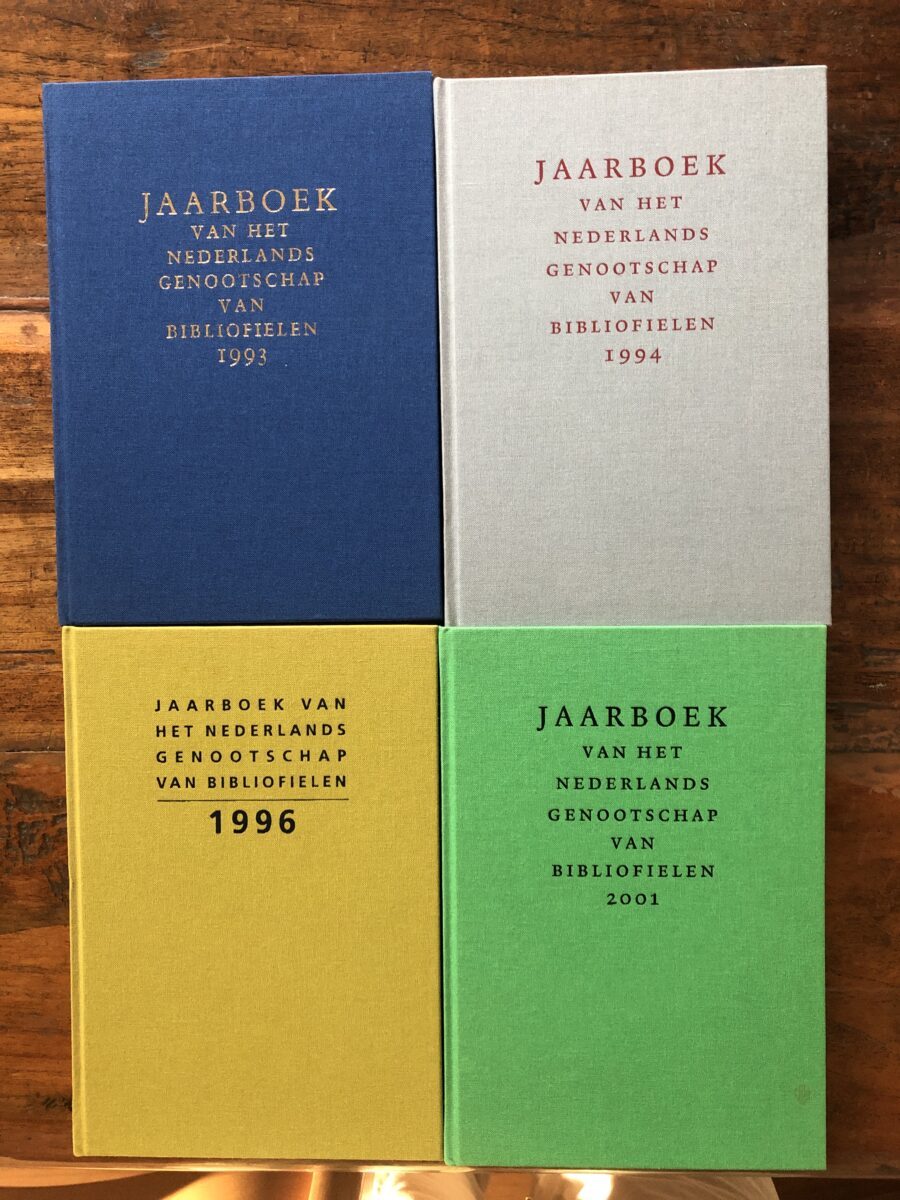 JAARBOEK
VAN HET
NEDERLANDS
GENOOTSCHAP
VAN
BIBLIOFIELEN
1993
JAARBOEK
VAN HET
NEDERLANDS
GENOOTSCHAP
VAN
BIBLIOFIELEN
1994
JAARBOEK VAN
HET NEDERLANDS
GENOOTSCHAP
VAN BIBLIOFIELEN
1996
JAARBOEK
VAN HET
NEDERLANDS
GENOOTSCHAP
VAN
BIBLIOFIELEN
2001